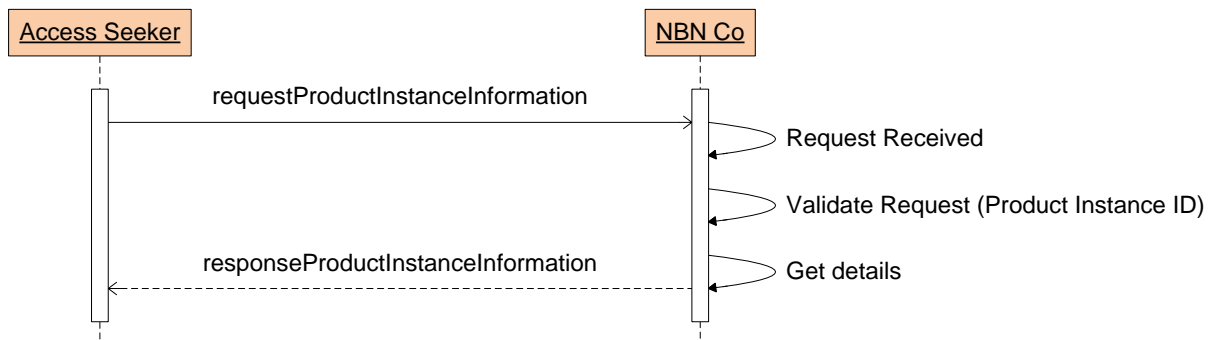 Access Seeker
NBN Co
requestProductInstanceInformation
Request Received
Validate Request (Product Instance ID)
responseProductInstanceInformation
Get details